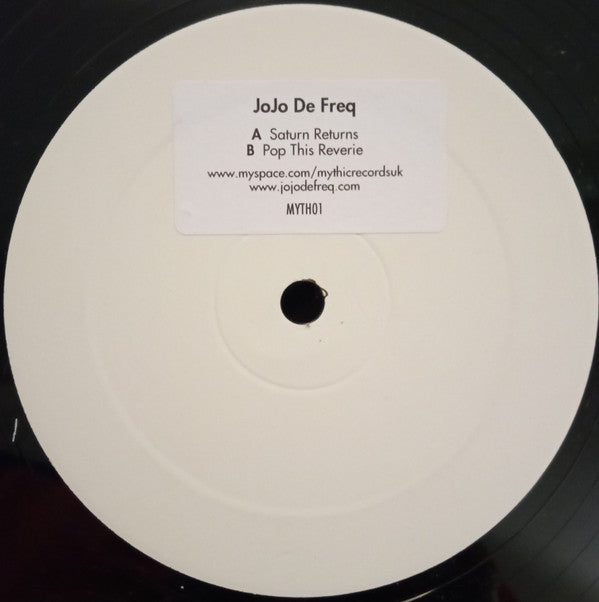 JoJo De Freq
A Saturn Returns
B Pop This Reverie
www.myspace.com/mythicrecordsuk
www.jojodefreq.com
MYTH01